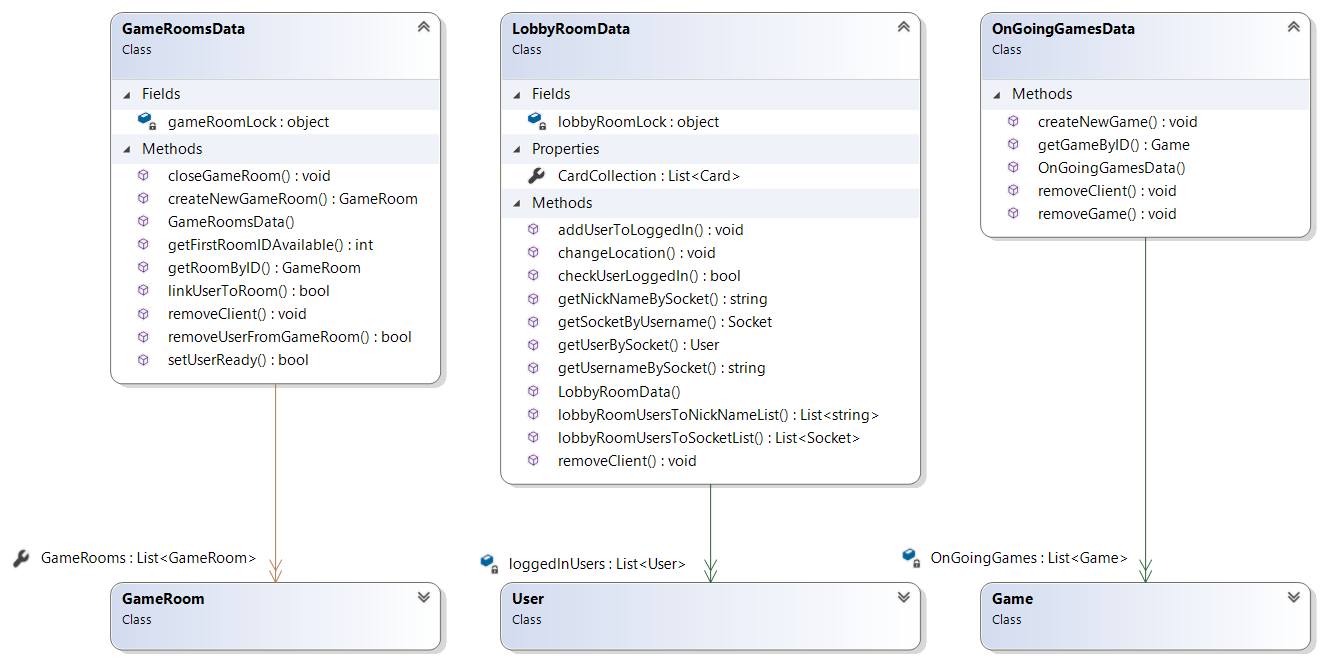 GameRoomsData
Class
Fields
gameRoomLock : object
Methods
closeGameRoom() : void
createNewGameRoom() : GameRoom
GameRoomsData()
getFirstRoomIDAvailable() : int
getRoomByID() : GameRoom
linkUserToRoom() : bool
removeClient() : void
removeUserFromGameRoom() : bool
setUserReady() : bool
GameRooms : List<GameRoom>
GameRoom
Class
LobbyRoomData
Class
Fields
lobbyRoomLock : object
Properties
CardCollection : List<Card>
Methods
addUserToLoggedIn() : void
changeLocation() : void
checkUserLoggedIn() : bool
getNickNameBySocket() : string
getSocketByUsername() : Socket
getUserBySocket() : User
getUsernameBySocket() : string
LobbyRoomData()
lobbyRoomUsersToNickNameList() : List<string>
lobbyRoomUsersToSocketList() : List<Socket>
removeClient() : void
loggedInUsers : List<User>
User
Class
OnGoingGamesData
Class
Methods
createNewGame() : void
getGameByID() : Game
OnGoingGamesData()
removeClient() : void
removeGame() : void
OnGoingGames : List<Game>
Game
Class